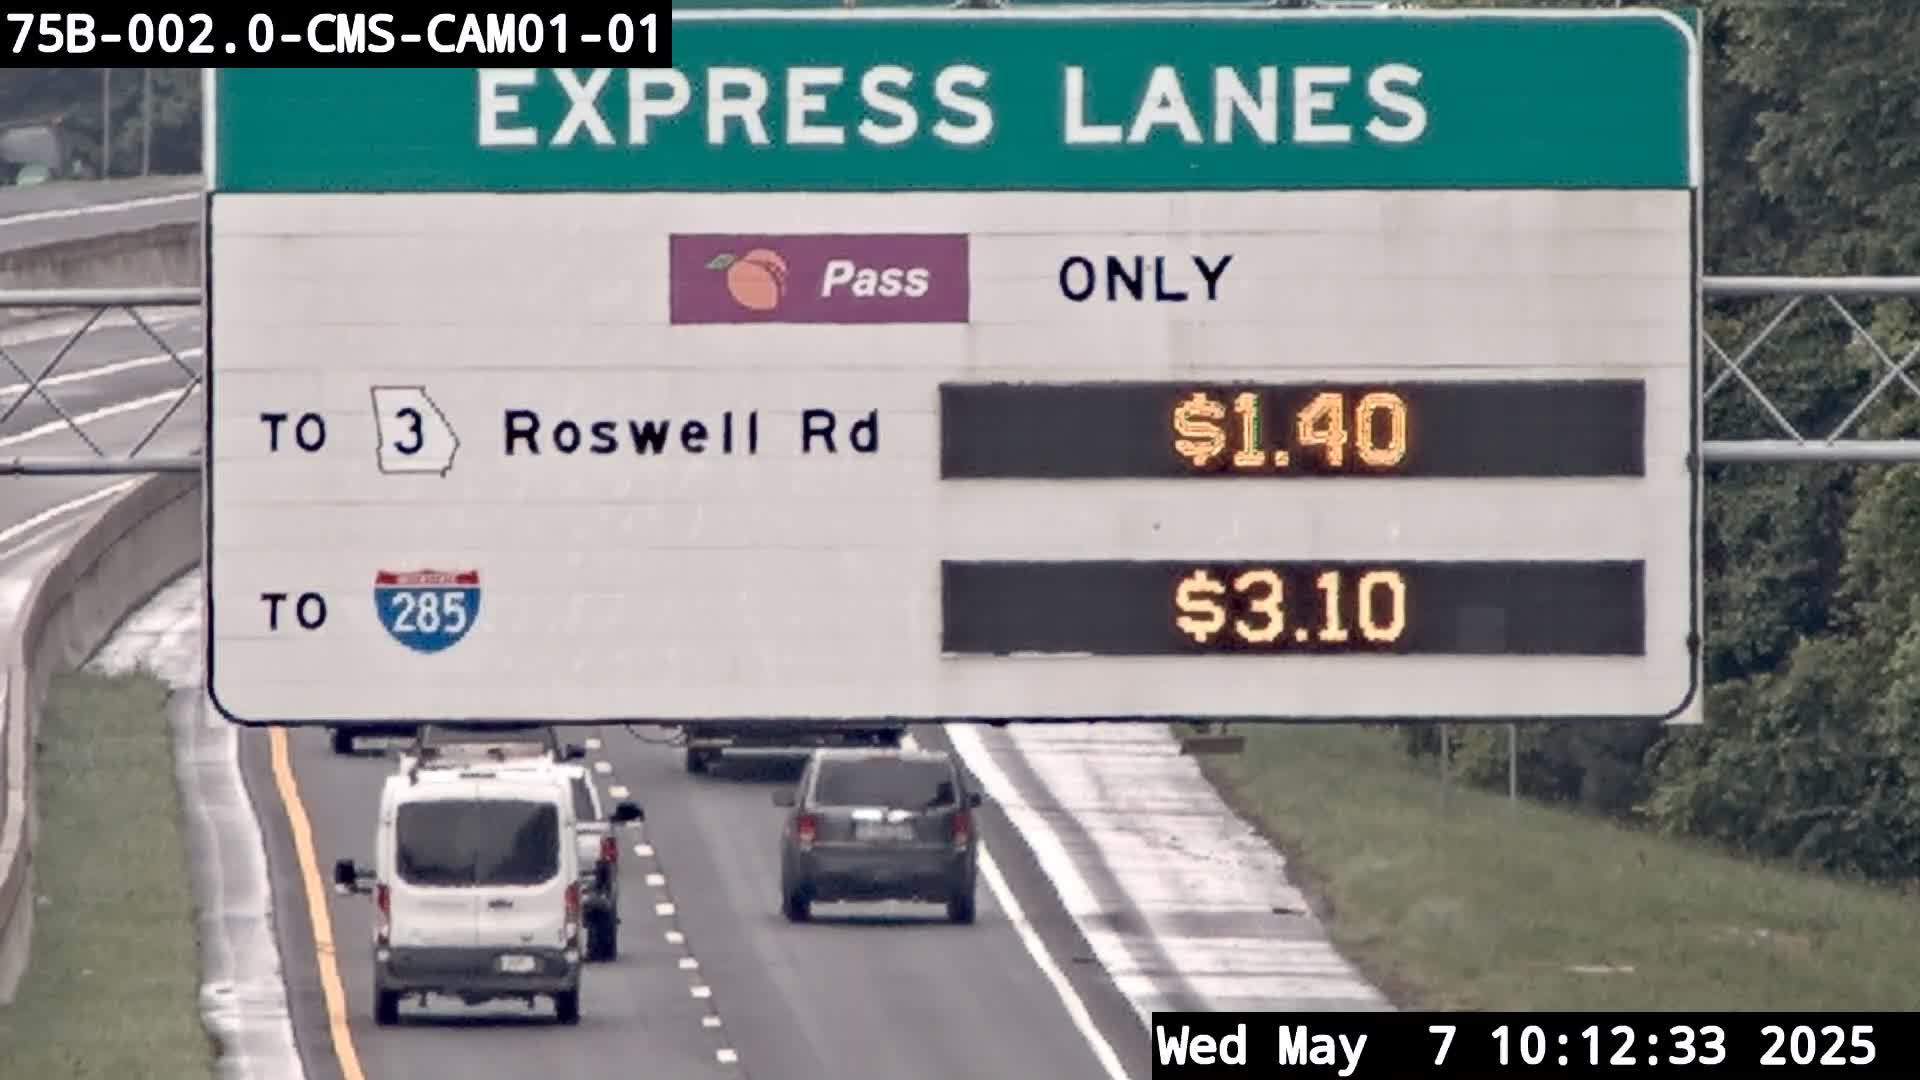 75B-002.0-CMS-CAM01-01
EXPRESS LANES
Pass ONLY
TO 3 Roswell Rd $1.40
TO 285 $3.10
Wed May 7 10:12:33 2025